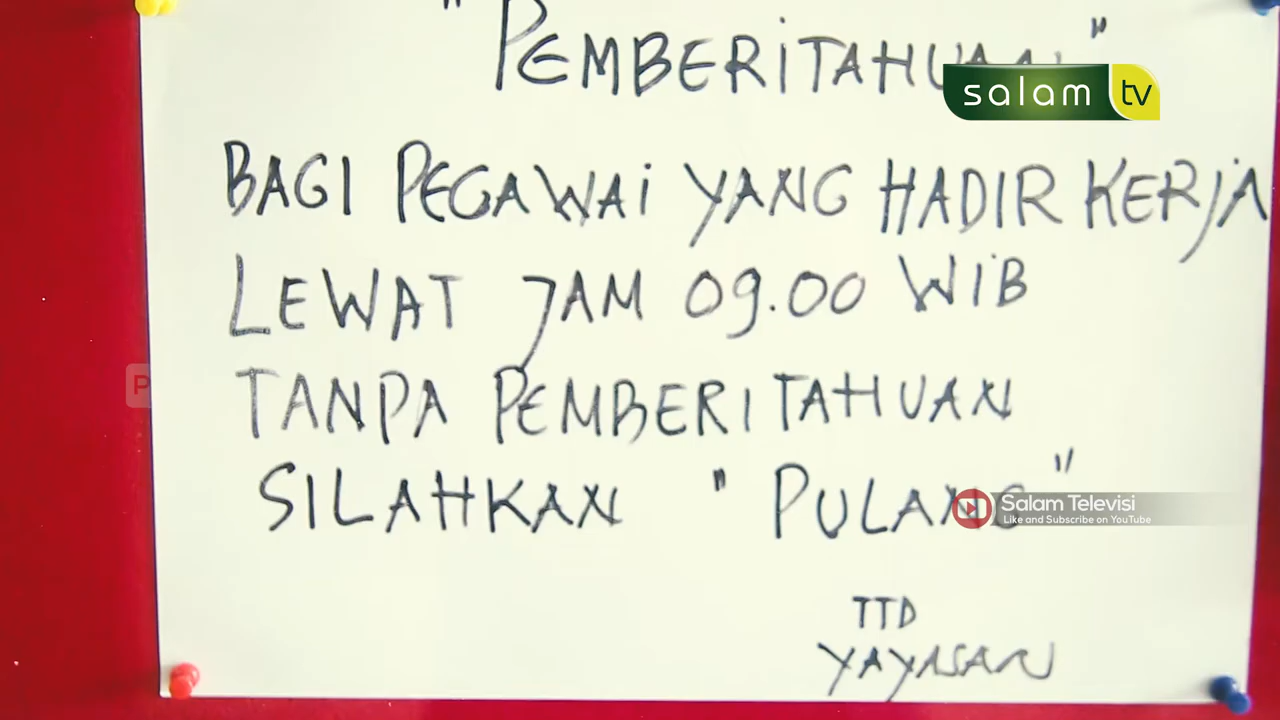 "PEMBERITAHUAN"
salam tv
BAGI PEGAWAI YANG HADIR KERJA
LEWAT JAM 09.00 WIB
TANPA PEMBERITAHUAN
SILAHKAN "PULANG"
Salam Televisi
Like and Subscribe on YouTube
TTD
YAYASAN